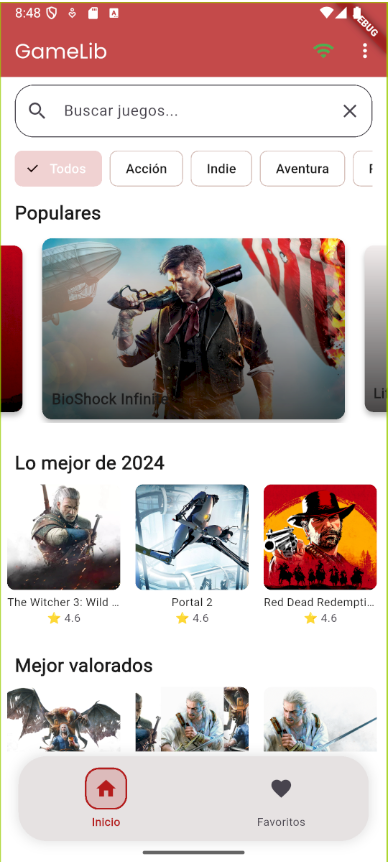 8:48
DEBUG
GameLib
Buscar juegos...
Todos Acción Indie Aventura
Populares
BioShock Infinite
Lo mejor de 2024
The Witcher 3: Wild ... Portal 2 Red Dead Redempti...
4.6 4.6 4.6
Mejor valorados
Inicio Favoritos